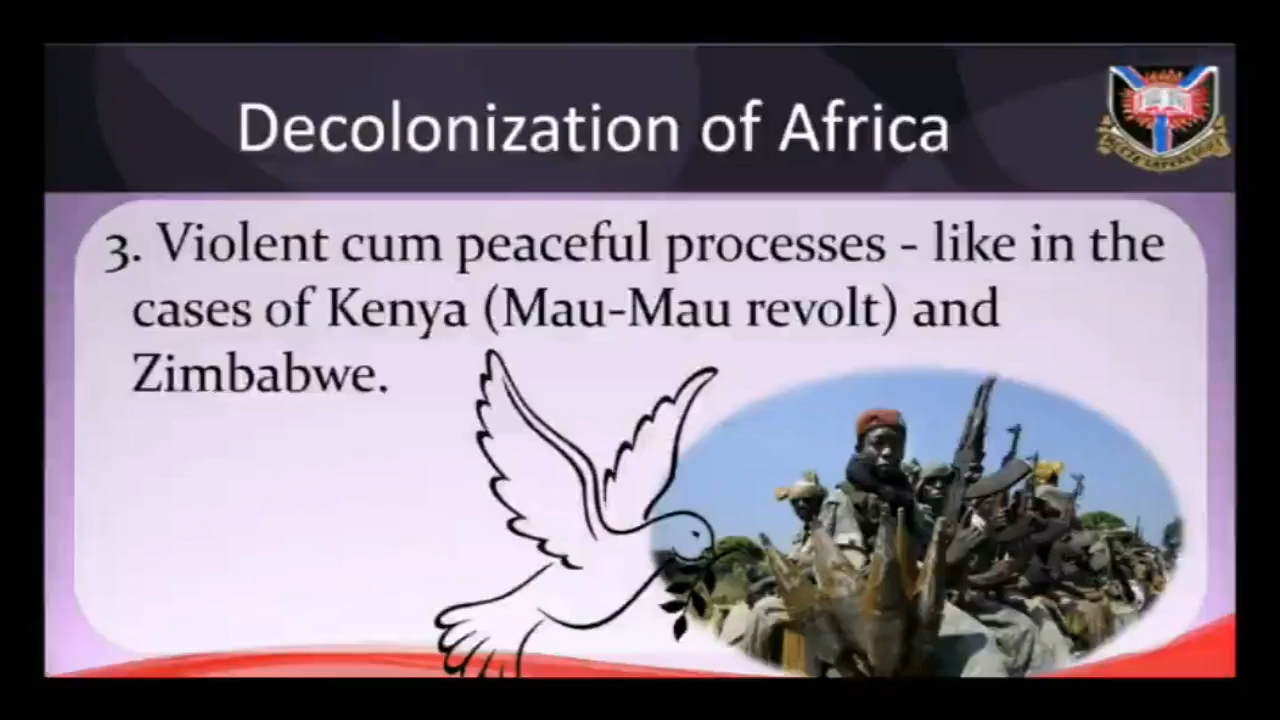 Decolonization of Africa
3. Violent cum peaceful processes - like in the
cases of Kenya (Mau-Mau revolt) and
Zimbabwe.